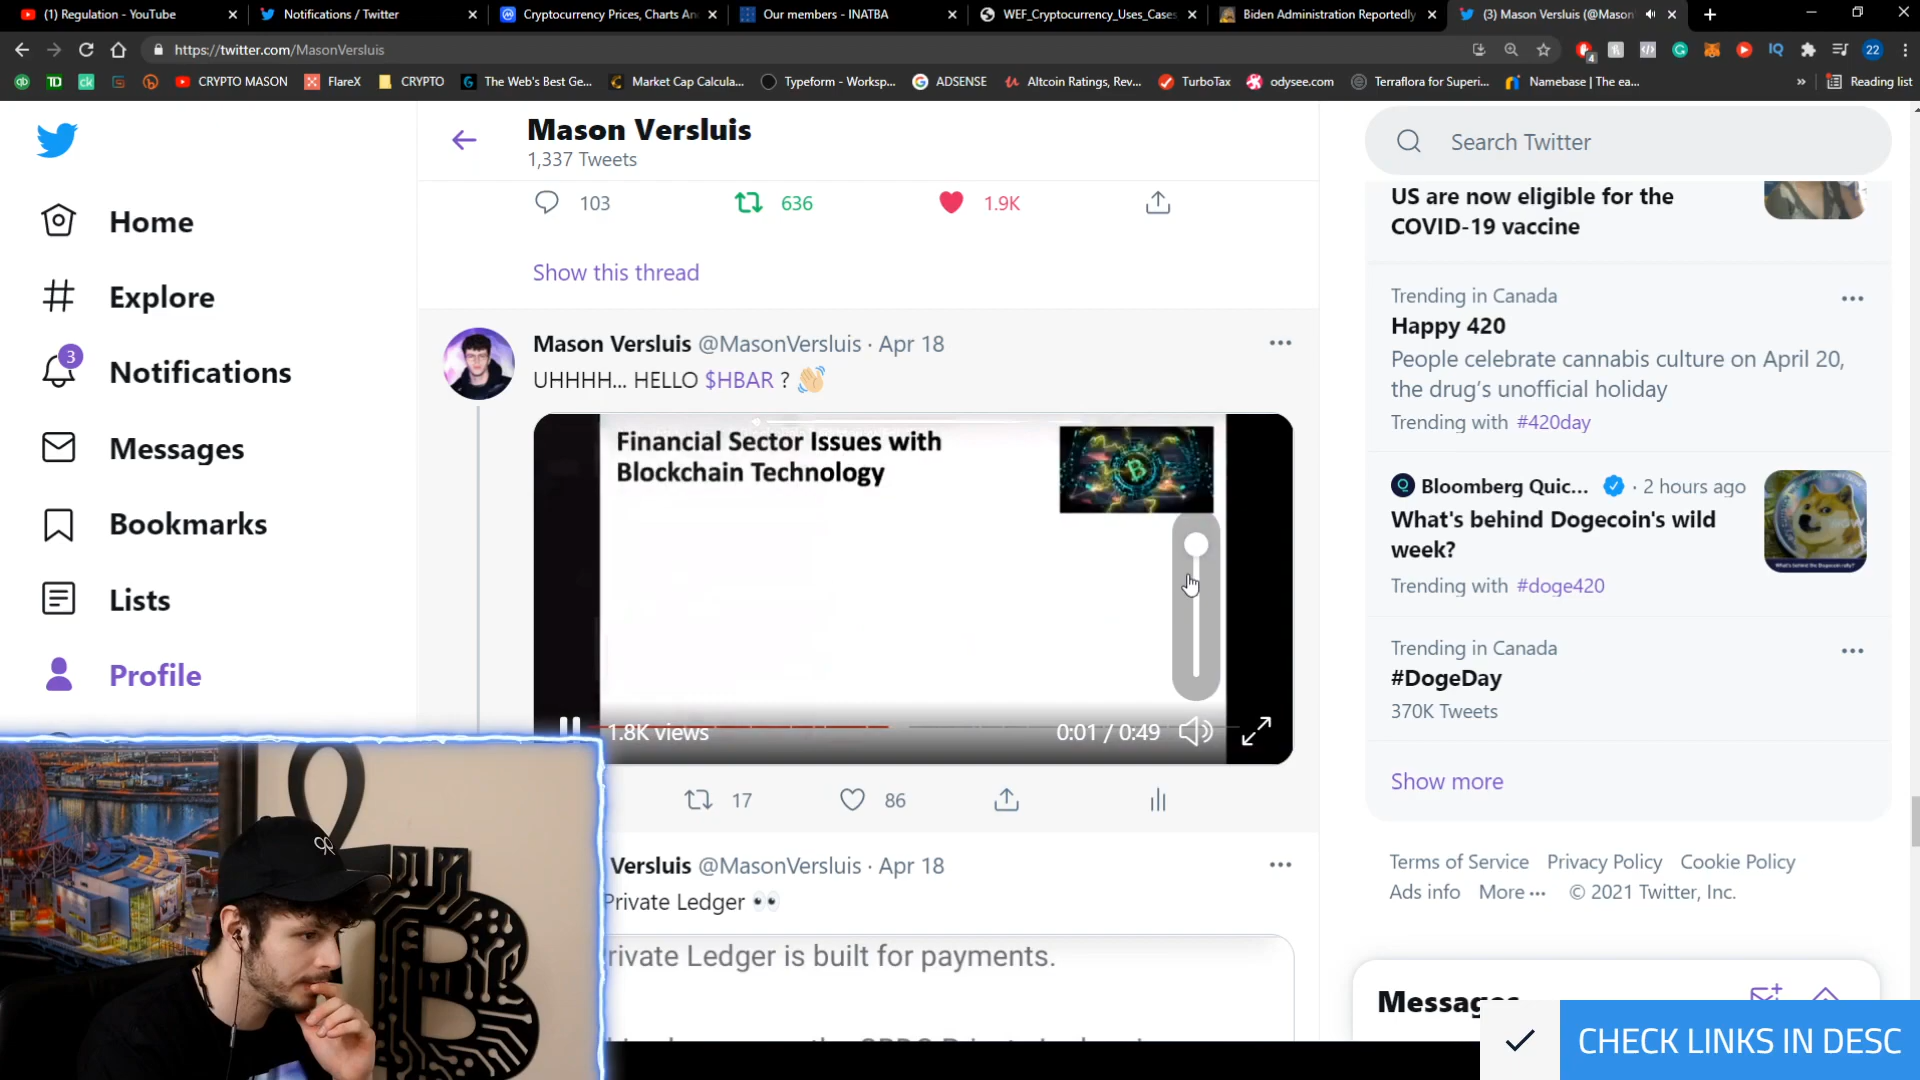 (1) Regulation - YouTube
Notifications / Twitter
Cryptocurrency Prices, Charts An
Our members - INATBA
WEF_Cryptocurrency_Uses_Cases
Biden Administration Reportedly
(3) Mason Versluis (@Mason
https://twitter.com/MasonVersluis
4
IQ
22
TD
ck
CRYPTO MASON
FlareX
CRYPTO
The Web's Best Ge...
Market Cap Calcula...
Typeform - Worksp...
ADSENSE
Altcoin Ratings, Rev...
TurboTax
odysee.com
Terraflora for Superi...
Namebase | The ea...
»
Reading list
Home
Explore
3
Notifications
Messages
Bookmarks
Lists
Profile
Mason Versluis
1,337 Tweets
103
636
1.9K
Show this thread
Mason Versluis @MasonVersluis · Apr 18
UHHHH... HELLO $HBAR ? 👋
Financial Sector Issues with
Blockchain Technology
1.8K views
0:01 / 0:49
17
86
Versluis @MasonVersluis · Apr 18
Private Ledger 👀
rivate Ledger is built for payments.
Search Twitter
US are now eligible for the
COVID-19 vaccine
Trending in Canada
Happy 420
People celebrate cannabis culture on April 20,
the drug's unofficial holiday
Trending with #420day
Bloomberg Quic... · 2 hours ago
What's behind Dogecoin's wild
week?
Trending with #doge420
Trending in Canada
#DogeDay
370K Tweets
Show more
Terms of Service Privacy Policy Cookie Policy
Ads info More ··· © 2021 Twitter, Inc.
Messages
CHECK LINKS IN DESC